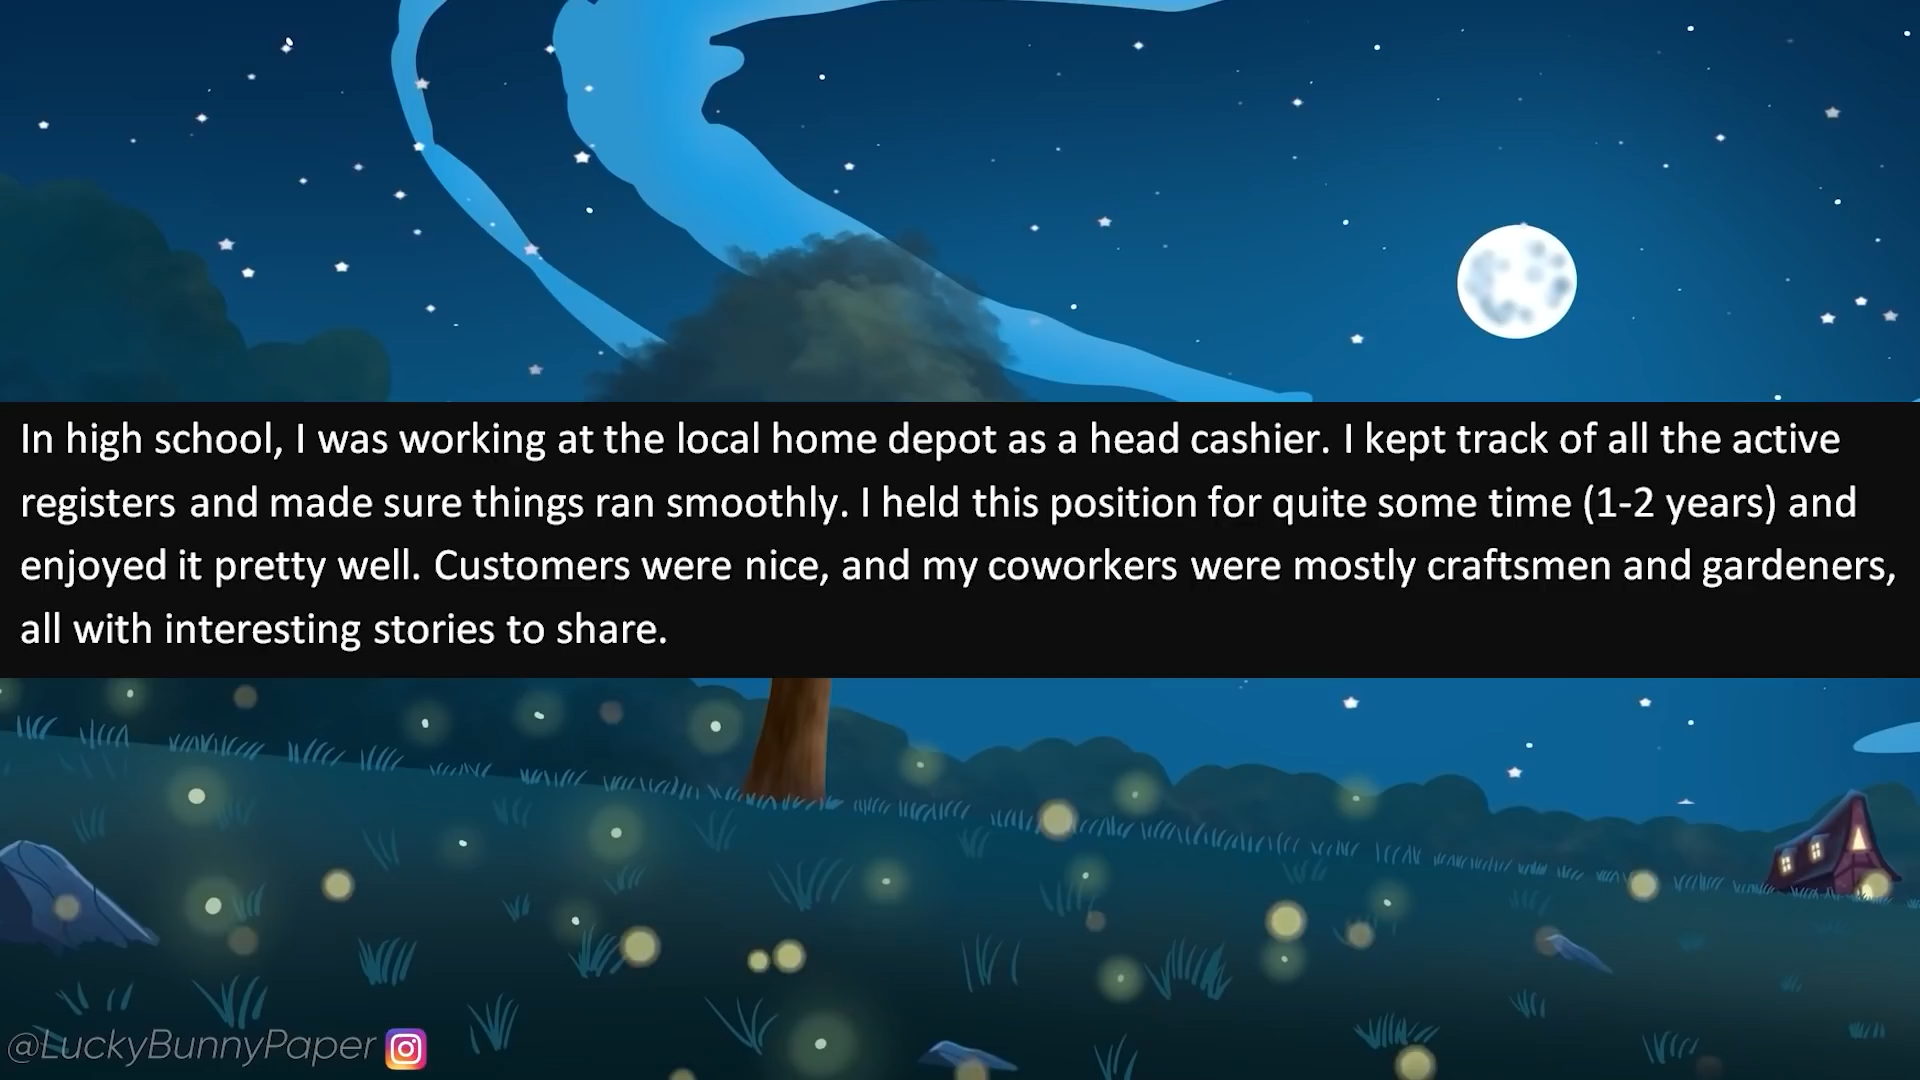 In high school, I was working at the local home depot as a head cashier. I kept track of all the active
registers and made sure things ran smoothly. I held this position for quite some time (1-2 years) and
enjoyed it pretty well. Customers were nice, and my coworkers were mostly craftsmen and gardeners,
all with interesting stories to share.
@LuckyBunnyPaper